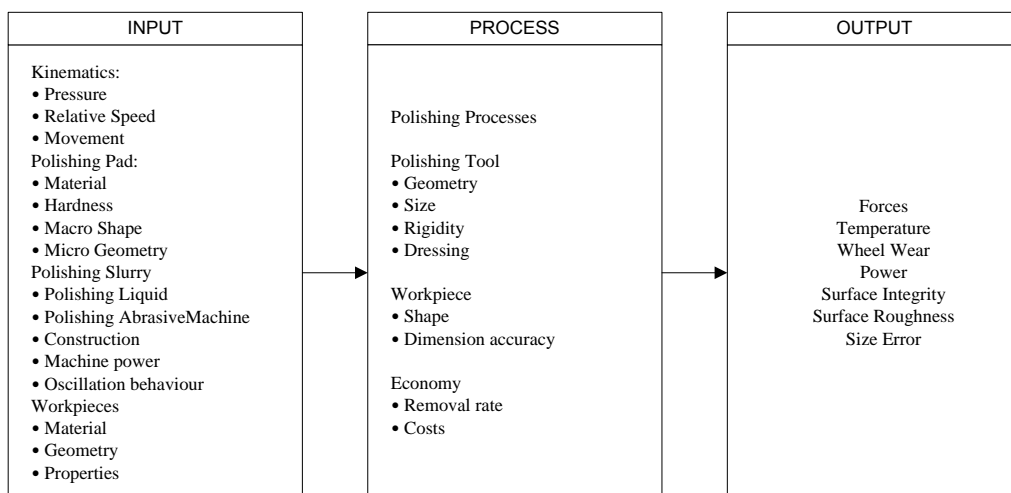 INPUT
Kinematics:
• Pressure
• Relative Speed
• Movement
Polishing Pad:
• Material
• Hardness
• Macro Shape
• Micro Geometry
Polishing Slurry
• Polishing Liquid
• Polishing AbrasiveMachine
• Construction
• Machine power
• Oscillation behaviour
Workpieces
• Material
• Geometry
• Properties
PROCESS
Polishing Processes
Polishing Tool
• Geometry
• Size
• Rigidity
• Dressing
Workpiece
• Shape
• Dimension accuracy
Economy
• Removal rate
• Costs
OUTPUT
Forces
Temperature
Wheel Wear
Power
Surface Integrity
Surface Roughness
Size Error